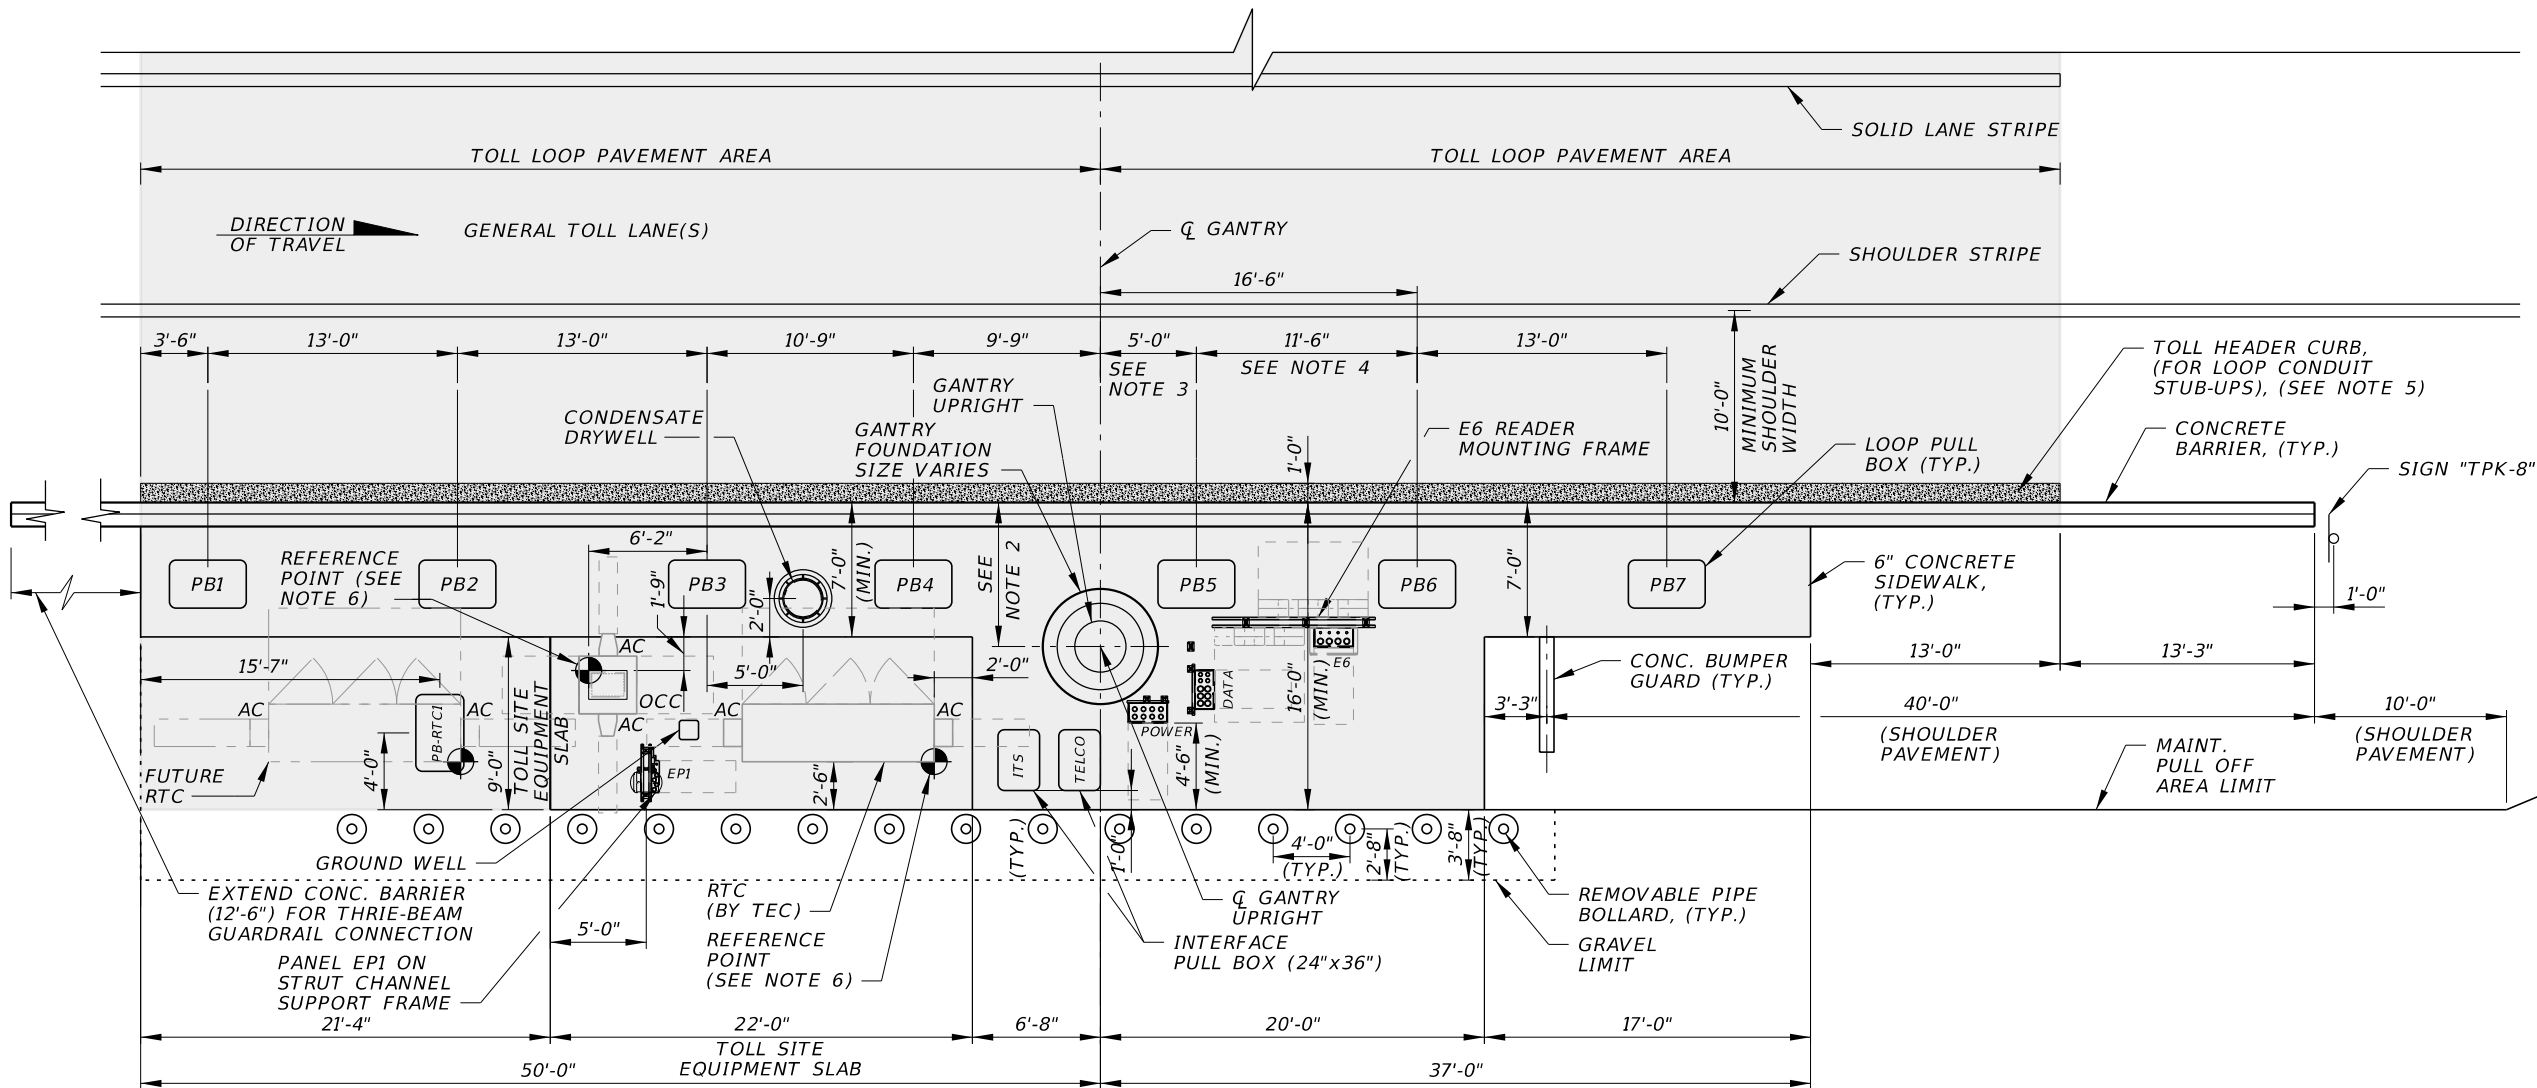 SOLID LANE STRIPE
TOLL LOOP PAVEMENT AREA
TOLL LOOP PAVEMENT AREA
DIRECTION
OF TRAVEL
GENERAL TOLL LANE(S)
℄ GANTRY
SHOULDER STRIPE
16'-6"
3'-6"
13'-0"
13'-0"
10'-9"
9'-9"
5'-0"
11'-6"
13'-0"
SEE
NOTE 3
SEE NOTE 4
10'-0"
MINIMUM
SHOULDER
WIDTH
TOLL HEADER CURB,
(FOR LOOP CONDUIT
STUB-UPS), (SEE NOTE 5)
GANTRY
UPRIGHT
CONDENSATE
DRYWELL
GANTRY
FOUNDATION
SIZE VARIES
E6 READER
MOUNTING FRAME
1'-0"
LOOP PULL
BOX (TYP.)
CONCRETE
BARRIER, (TYP.)
SIGN "TPK-8"
6'-2"
REFERENCE
POINT (SEE
NOTE 6)
PB1
PB2
PB3
PB4
PB5
PB6
PB7
1'-9"
2'-0"
7'-0"
(MIN.)
SEE
NOTE 2
7'-0"
6" CONCRETE
SIDEWALK,
(TYP.)
1'-0"
15'-7"
AC
AC
AC
AC
AC
AC
OCC
5'-0"
2'-0"
E6
DATA
POWER
16'-0"
(MIN.)
CONC. BUMPER
GUARD (TYP.)
13'-0"
13'-3"
3'-3"
40'-0"
(SHOULDER
PAVEMENT)
10'-0"
(SHOULDER
PAVEMENT)
PB-RTC1
4'-0"
9'-0"
TOLL SITE
EQUIPMENT
SLAB
FUTURE
RTC
EP1
2'-6"
ITS
TELCO
4'-6"
(MIN.)
MAINT.
PULL OFF
AREA LIMIT
GROUND WELL
(TYP.)
1'-0"
4'-0"
(TYP.)
2'-8"
(TYP.)
3'-8"
(TYP.)
EXTEND CONC. BARRIER
(12'-6") FOR THRIE-BEAM
GUARDRAIL CONNECTION
RTC
(BY TEC)
℄ GANTRY
UPRIGHT
REMOVABLE PIPE
BOLLARD, (TYP.)
5'-0"
REFERENCE
POINT
(SEE NOTE 6)
INTERFACE
PULL BOX (24"x36")
GRAVEL
LIMIT
PANEL EP1 ON
STRUT CHANNEL
SUPPORT FRAME
21'-4"
22'-0"
6'-8"
20'-0"
17'-0"
TOLL SITE
EQUIPMENT SLAB
50'-0"
37'-0"